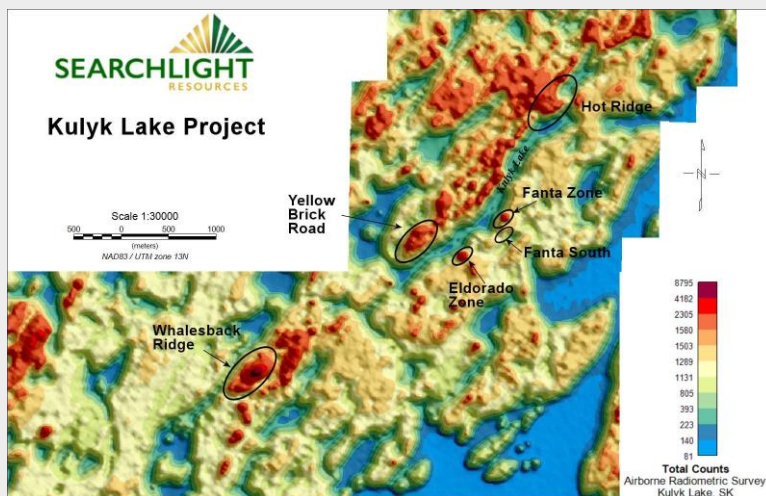 SEARCHLIGHT
RESOURCES
Kulyk Lake Project
Hot Ridge
Kulyk Lake
Fanta Zone
Yellow
Brick
Road
Fanta South
Eldorado
Zone
Whalesback
Ridge
Scale 1:30000
500 0 500 1000
(meters)
NAD83 / UTM zone 13N
N
8795
4182
2305
1580
1503
1289
1131
805
393
223
140
81
Total Counts
Airborne Radiometric Survey
Kulyk Lake, SK